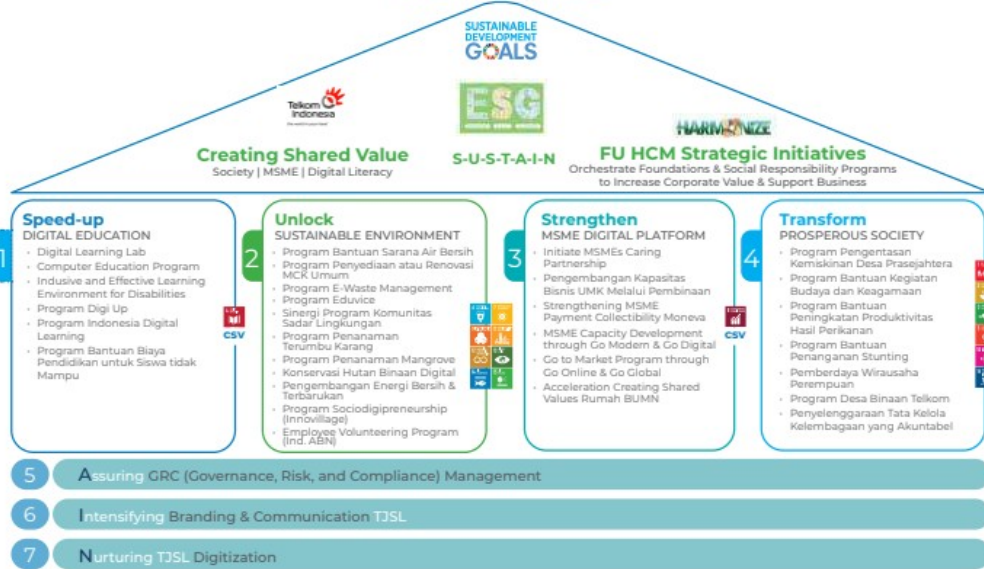 SUSTAINABLE
DEVELOPMENT
GOALS
Telkom
Indonesia
ESG
HARMONIZE
Creating Shared Value
Society | MSME | Digital Literacy
S-U-S-T-A-I-N
FU HCM Strategic Initiatives
Orchestrate Foundations & Social Responsibility Programs
to Increase Corporate Value & Support Business
1
Speed-up
DIGITAL EDUCATION
· Digital Learning Lab
· Computer Education Program
· Indusive and Effective Learning
Environment for Disabilities
· Program Digi Up
· Program Indonesia Digital
Learning
· Program Bantuan Biaya
Pendidikan untuk Siswa tidak
Mampu
CSV
2
Unlock
SUSTAINABLE ENVIRONMENT
· Program Bantuan Sarana Air Bersih
· Program Penyediaan atau Renovasi
MCK Umum
· Program E-Waste Management
· Program Eduvice
· Sinergi Program Komunitas
Sadar Lingkungan
· Program Penanaman
Terumbu Karang
· Program Penanaman Mangrove
· Konservasi Hutan Binaan Digital
· Pengembangan Energi Bersih &
Terbarukan
· Program Sociodigipreneurship
(Innovillage)
· Employee Volunteering Program
(Ind. ABN)
3
Strengthen
MSME DIGITAL PLATFORM
· Initiate MSMEs Caring
Partnership
· Pengembangan Kapasitas
Bisnis UMK Melalui Pembinaan
· Strengthening MSME
Payment Collectibility Moneva
· MSME Capacity Development
through Go Modern & Go Digital
· Go to Market Program through
Go Online & Go Global
· Acceleration Creating Shared
Values Rumah BUMN
CSV
4
Transform
PROSPEROUS SOCIETY
· Program Pengentasan
Kemiskinan Desa Prasejahtera
· Program Bantuan Kegiatan
Budaya dan Keagamaan
· Program Bantuan
Peningkatan Produktivitas
Hasil Perikanan
· Program Bantuan
Penanganan Stunting
· Pemberdaya Wirausaha
Perempuan
· Program Desa Binaan Telkom
· Penyelenggaraan Tata Kelola
Kelembagaan yang Akuntabel
5 Assuring GRC (Governance, Risk, and Compliance) Management
6 Intensifying Branding & Communication TJSL
7 Nurturing TJSL Digitization